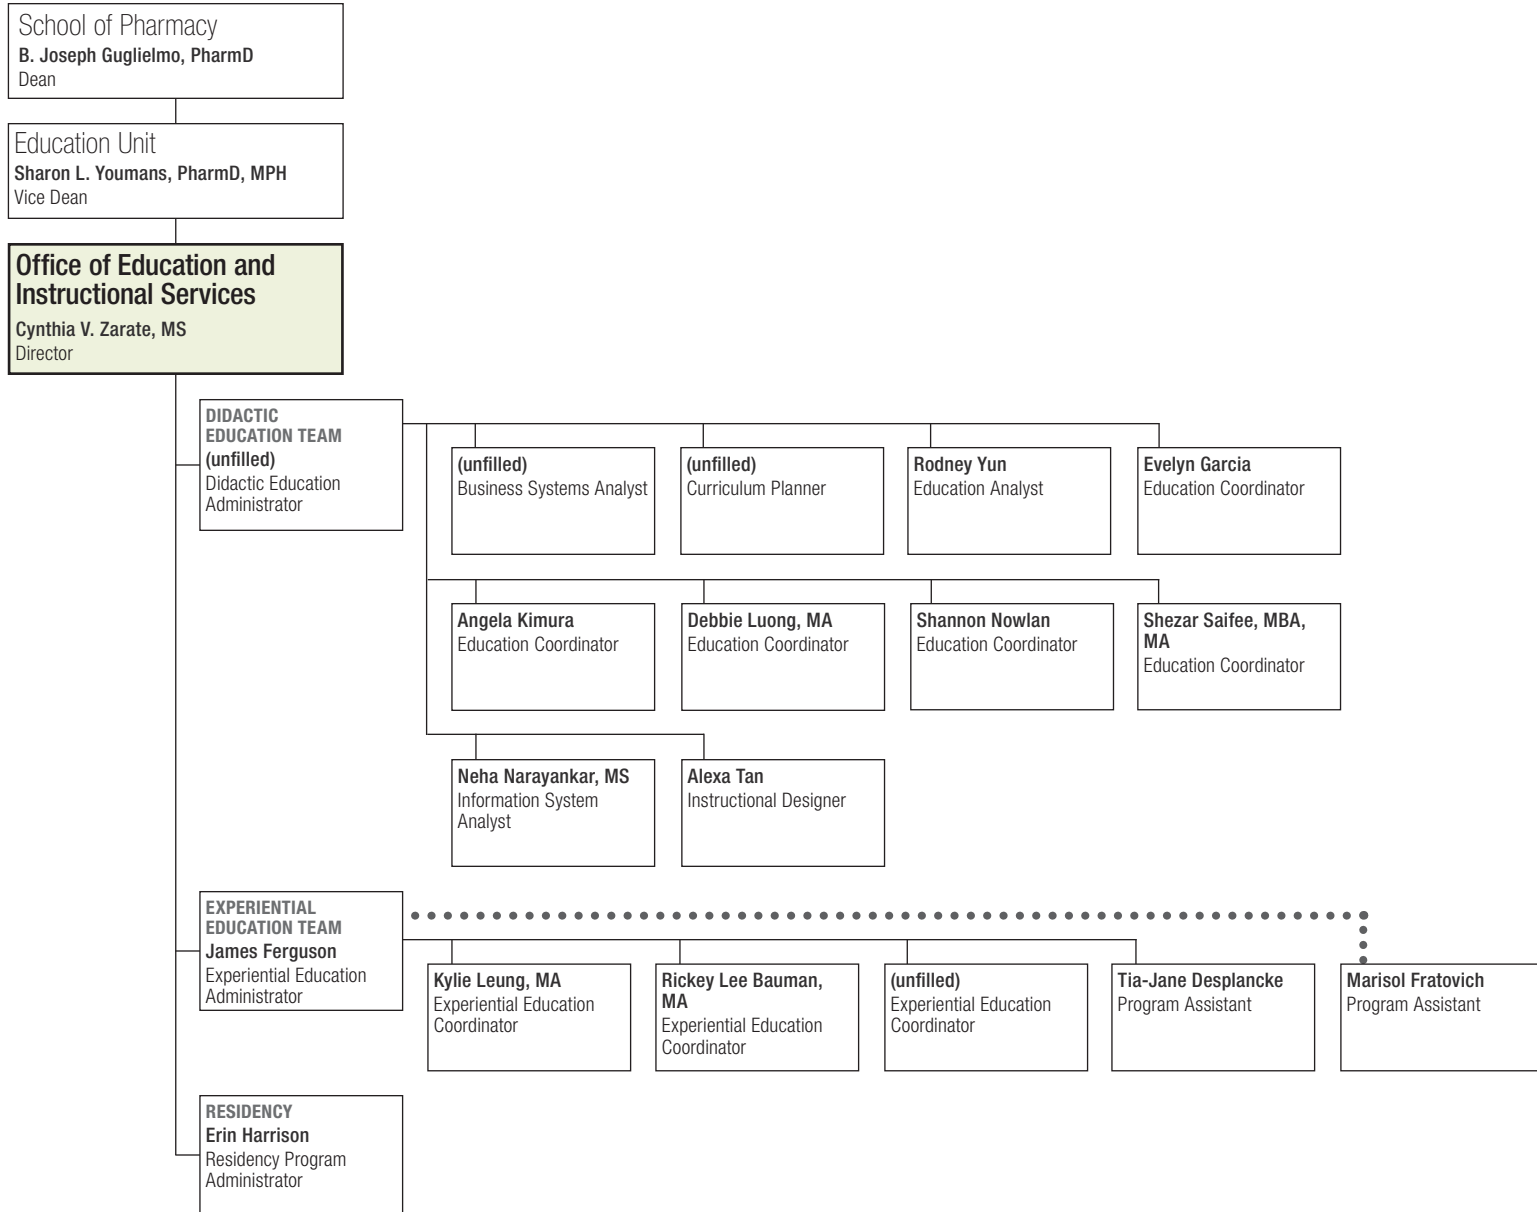 School of Pharmacy
B. Joseph Guglielmo, PharmD
Dean
Education Unit
Sharon L. Youmans, PharmD, MPH
Vice Dean
Office of Education and
Instructional Services
Cynthia V. Zarate, MS
Director
DIDACTIC
EDUCATION TEAM
(unfilled)
Didactic Education
Administrator
(unfilled)
Business Systems Analyst
(unfilled)
Curriculum Planner
Rodney Yun
Education Analyst
Evelyn Garcia
Education Coordinator
Angela Kimura
Education Coordinator
Debbie Luong, MA
Education Coordinator
Shannon Nowlan
Education Coordinator
Shezar Saifee, MBA,
MA
Education Coordinator
Neha Narayankar, MS
Information System
Analyst
Alexa Tan
Instructional Designer
EXPERIENTIAL
EDUCATION TEAM
James Ferguson
Experiential Education
Administrator
Kylie Leung, MA
Experiential Education
Coordinator
Rickey Lee Bauman,
MA
Experiential Education
Coordinator
(unfilled)
Experiential Education
Coordinator
Tia-Jane Desplancke
Program Assistant
Marisol Fratovich
Program Assistant
RESIDENCY
Erin Harrison
Residency Program
Administrator